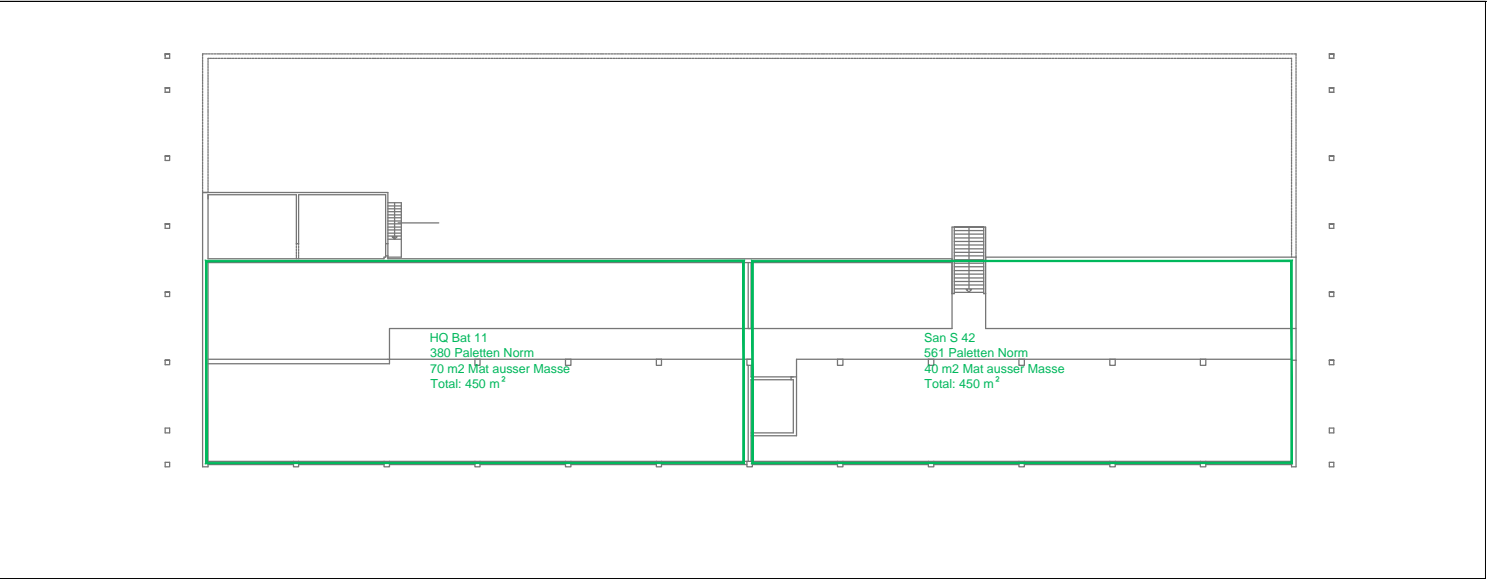 HQ Bat 11
380 Paletten Norm
70 m2 Mat ausser Masse
Total: 450 m²
San S 42
561 Paletten Norm
40 m2 Mat ausser Masse
Total: 450 m²